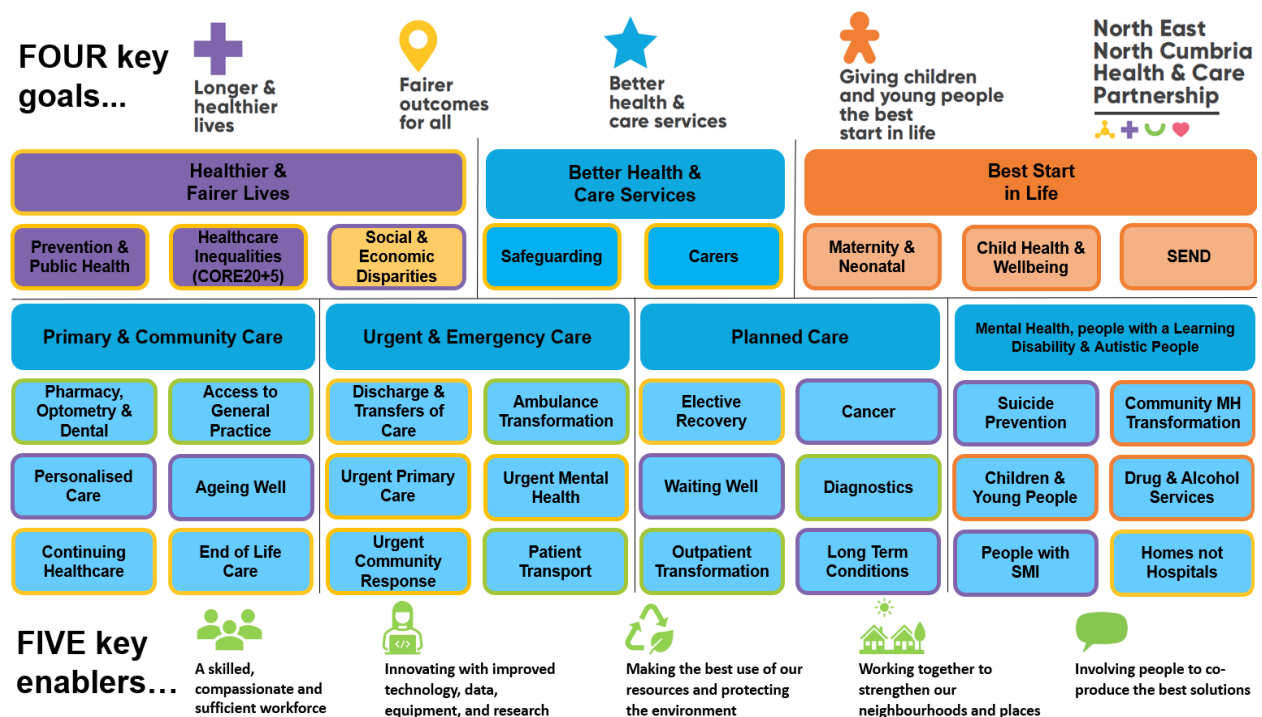 FOUR key
goals...
Longer &
healthier
lives
Fairer
outcomes
for all
Better
health &
care services
Giving children
and young people
the best
start in life
North East
North Cumbria
Health & Care
Partnership
Healthier &
Fairer Lives
Better Health &
Care Services
Best Start
in Life
Prevention &
Public Health
Healthcare
Inequalities
(CORE20+5)
Social &
Economic
Disparities
Safeguarding
Carers
Maternity &
Neonatal
Child Health &
Wellbeing
SEND
Primary & Community Care
Urgent & Emergency Care
Planned Care
Mental Health, people with a Learning
Disability & Autistic People
Pharmacy,
Optometry &
Dental
Access to
General
Practice
Discharge &
Transfers of
Care
Ambulance
Transformation
Elective
Recovery
Cancer
Suicide
Prevention
Community MH
Transformation
Personalised
Care
Ageing Well
Urgent Primary
Care
Urgent Mental
Health
Waiting Well
Diagnostics
Children &
Young People
Drug & Alcohol
Services
Continuing
Healthcare
End of Life
Care
Urgent
Community
Response
Patient
Transport
Outpatient
Transformation
Long Term
Conditions
People with
SMI
Homes not
Hospitals
FIVE key
enablers...
A skilled,
compassionate and
sufficient workforce
Innovating with improved
technology, data,
equipment, and research
Making the best use of our
resources and protecting
the environment
Working together to
strengthen our
neighbourhoods and places
Involving people to co-
produce the best solutions